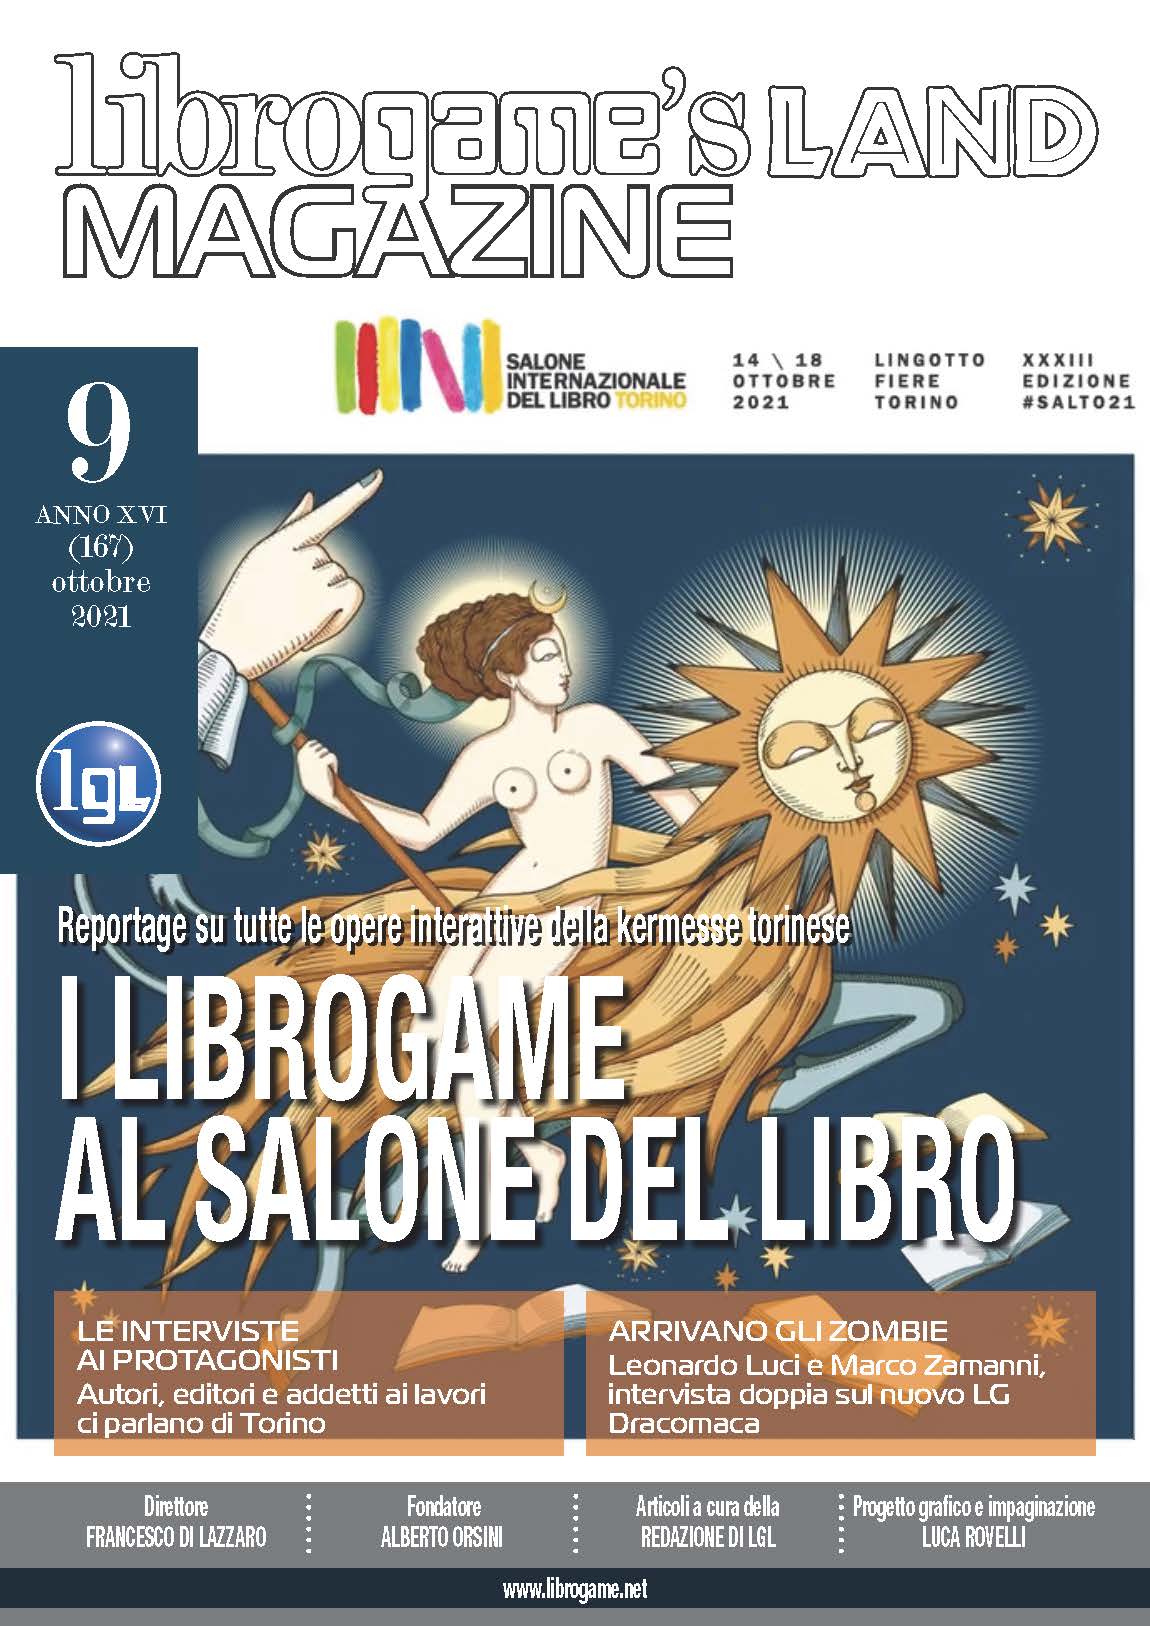 librogame's LAND
MAGAZINE
SALONE
INTERNAZIONALE
DEL LIBRO TORINO
14 \ 18
OTTOBRE
2021
LINGOTTO
FIERE
TORINO
XXXIII
EDIZIONE
#SALTO21
9
ANNO XVI
(167)
ottobre
2021
lgL
Reportage su tutte le opere interattive della kermesse torinese
I LIBROGAME
AL SALONE DEL LIBRO
LE INTERVISTE
AI PROTAGONISTI
Autori, editori e addetti ai lavori
ci parlano di Torino
ARRIVANO GLI ZOMBIE
Leonardo Luci e Marco Zamanni,
intervista doppia sul nuovo LG
Dracomaca
Direttore
FRANCESCO DI LAZZARO
Fondatore
ALBERTO ORSINI
Articoli a cura della
REDAZIONE DI LGL
Progetto grafico e impaginazione
LUCA ROVELLI
www.librogame.net